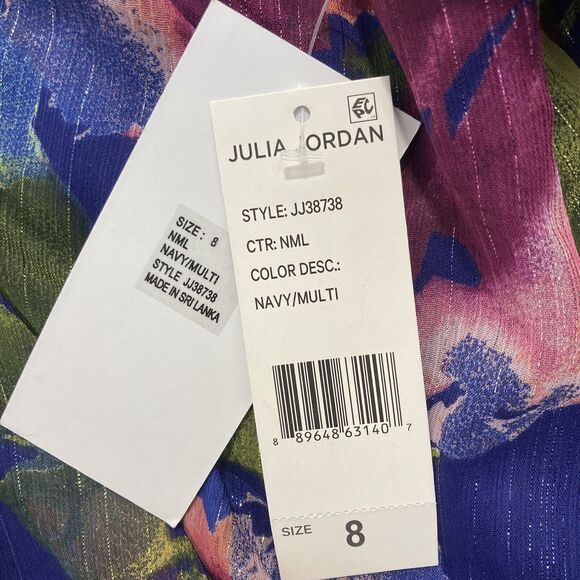 SIZE : 8
NML
NAVY/MULTI
STYLE JJ38738
MADE IN SRI LANKA
EPC
JULIA JORDAN
STYLE: JJ38738
CTR: NML
COLOR DESC.:
NAVY/MULTI
8 89648 63140 7
SIZE 8